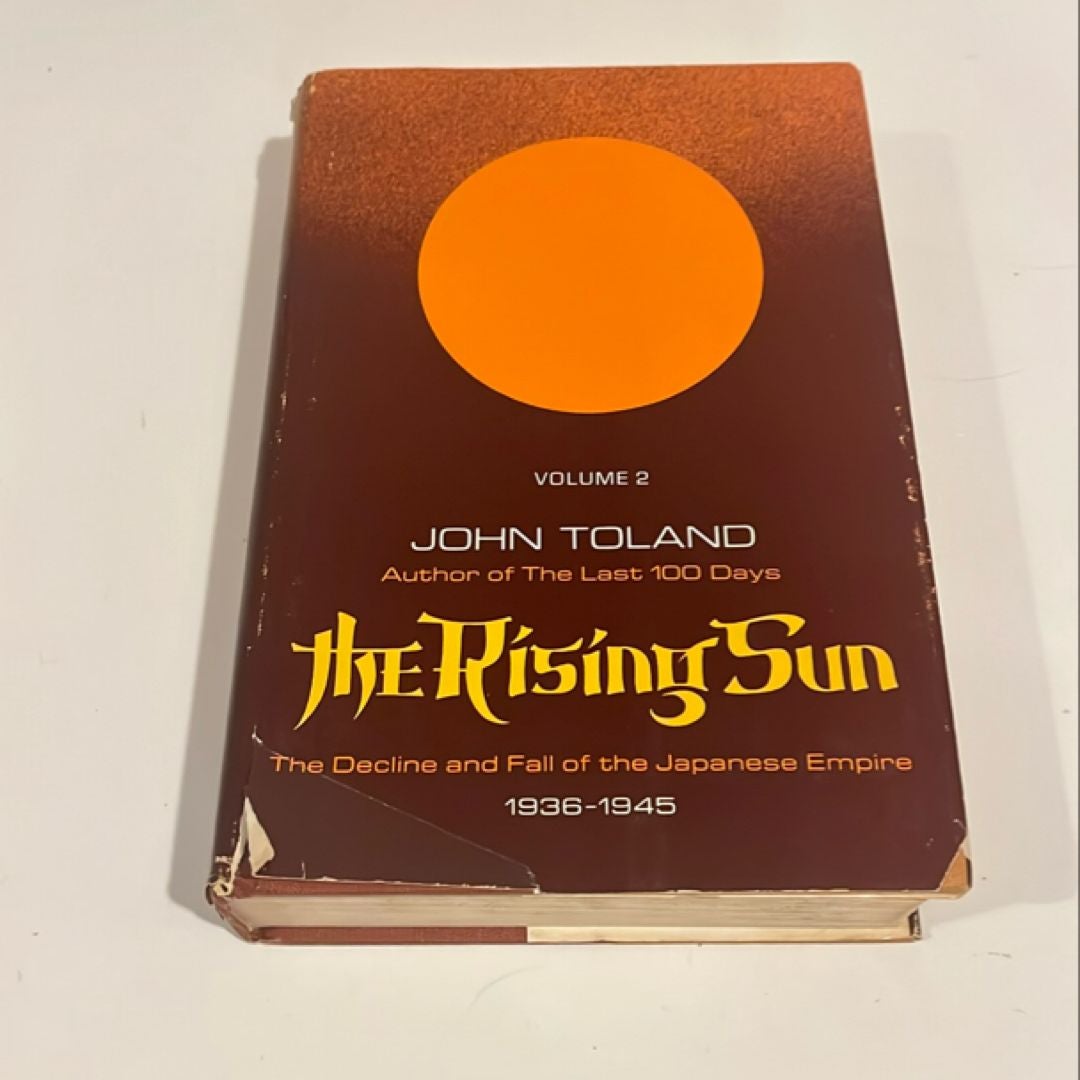 VOLUME 2
JOHN TOLAND
Author of The Last 100 Days
the Rising Sun
The Decline and Fall of the Japanese Empire
1936-1945